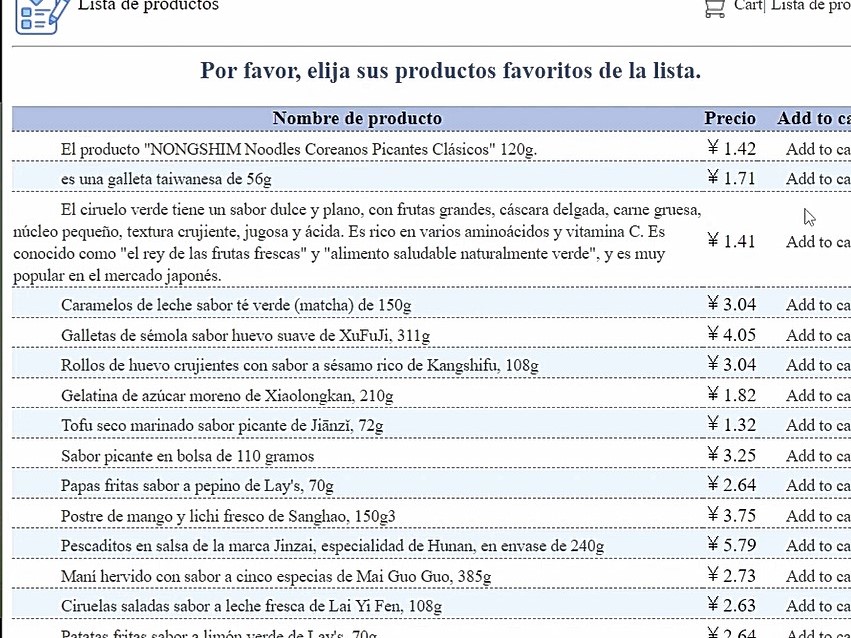 Lista de productos
Cart| Lista de pro
Por favor, elija sus productos favoritos de la lista.
Nombre de producto Precio Add to ca
El producto "NONGSHIM Noodles Coreanos Picantes Clásicos" 120g. ¥ 1.42 Add to ca
es una galleta taiwanesa de 56g ¥ 1.71 Add to ca
El ciruelo verde tiene un sabor dulce y plano, con frutas grandes, cáscara delgada, carne gruesa,
núcleo pequeño, textura crujiente, jugosa y ácida. Es rico en varios aminoácidos y vitamina C. Es
conocido como "el rey de las frutas frescas" y "alimento saludable naturalmente verde", y es muy
popular en el mercado japonés. ¥ 1.41 Add to ca
Caramelos de leche sabor té verde (matcha) de 150g ¥ 3.04 Add to ca
Galletas de sémola sabor huevo suave de XuFuJi, 311g ¥ 4.05 Add to ca
Rollos de huevo crujientes con sabor a sésamo rico de Kangshifu, 108g ¥ 3.04 Add to ca
Gelatina de azúcar moreno de Xiaolongkan, 210g ¥ 1.82 Add to ca
Tofu seco marinado sabor picante de Jiānzǐ, 72g ¥ 1.32 Add to ca
Sabor picante en bolsa de 110 gramos ¥ 3.25 Add to ca
Papas fritas sabor a pepino de Lay's, 70g ¥ 2.64 Add to ca
Postre de mango y lichi fresco de Sanghao, 150g3 ¥ 3.75 Add to ca
Pescaditos en salsa de la marca Jinzai, especialidad de Hunan, en envase de 240g ¥ 5.79 Add to ca
Maní hervido con sabor a cinco especias de Mai Guo Guo, 385g ¥ 2.73 Add to ca
Ciruelas saladas sabor a leche fresca de Lai Yi Fen, 108g ¥ 2.63 Add to ca
Patatas fritas sabor a limón verde de Lay's, 70g ¥ 2.64 Add to ca